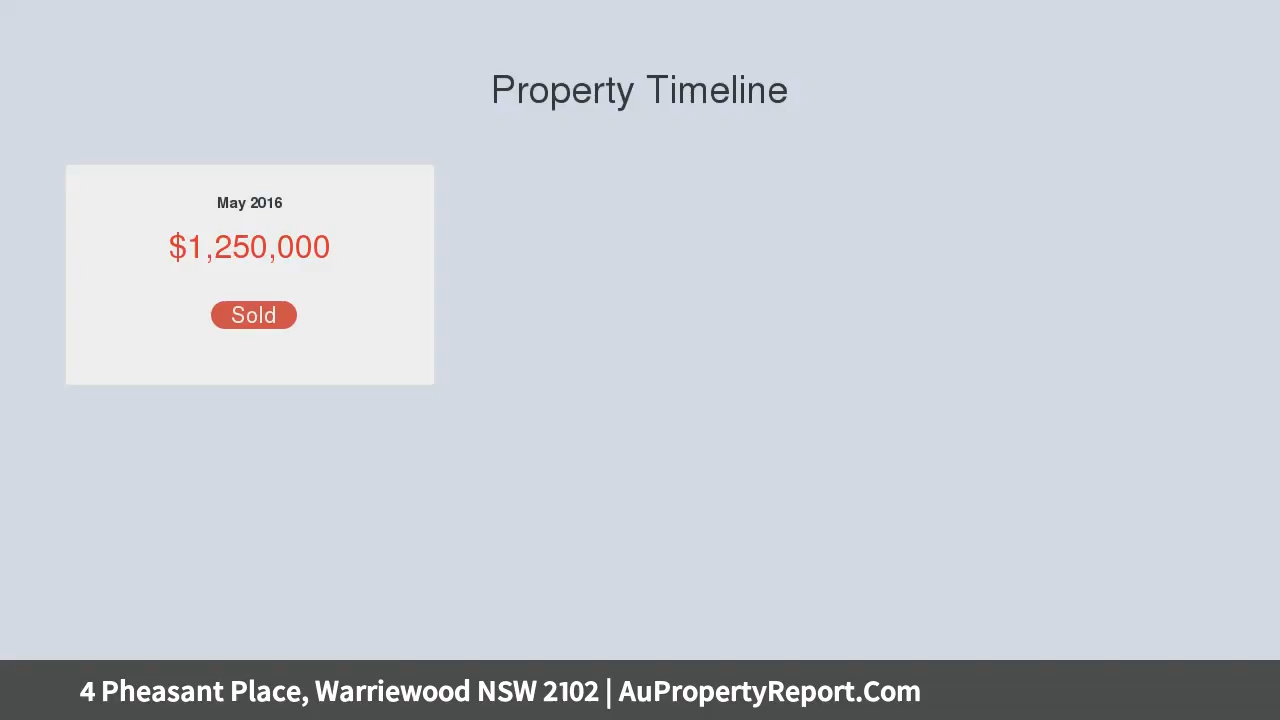 Property Timeline
May 2016
$1,250,000
Sold
4 Pheasant Place, Warriewood NSW 2102 | AuPropertyReport.Com